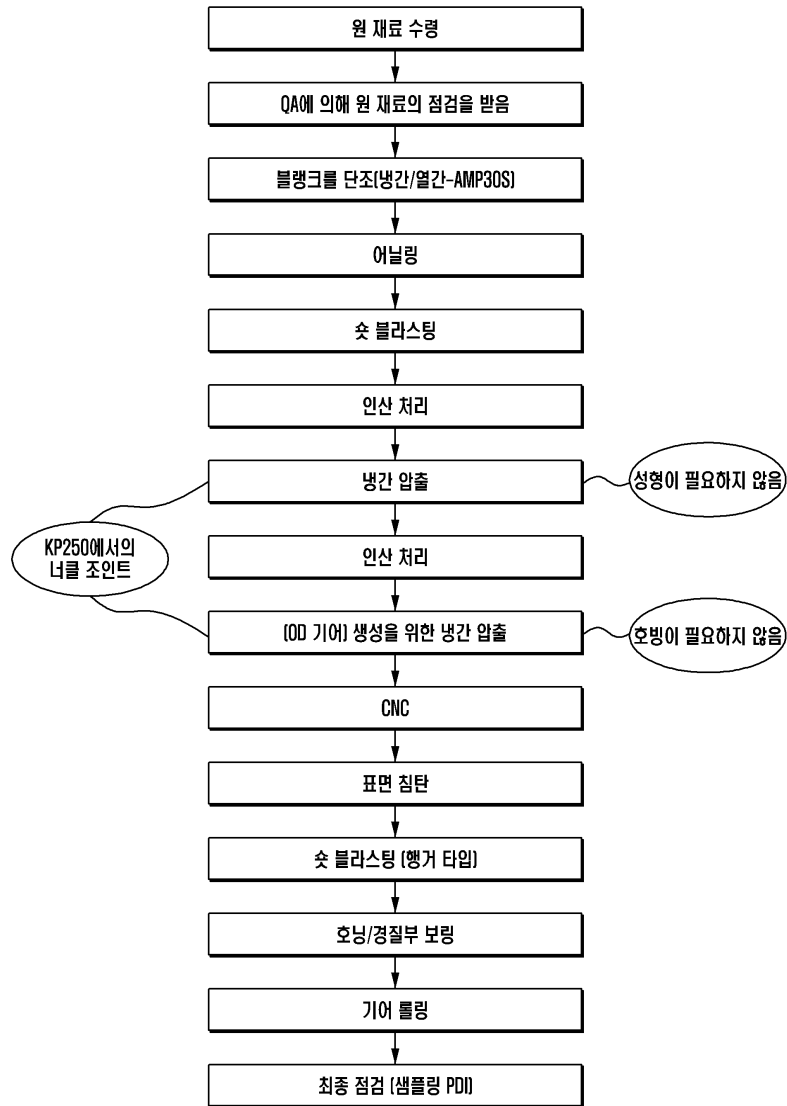 원 재료 수령
QA에 의해 원 재료의 점검을 받음
블랭크를 단조(냉간/열간-AMP30S)
어닐링
숏 블라스팅
인산 처리
냉간 압출
성형이 필요하지 않음
KP250에서의
너클 조인트
인산 처리
(OD 기어) 생성을 위한 냉간 압출
호빙이 필요하지 않음
CNC
표면 침탄
숏 블라스팅 (행거 타입)
호닝/경질부 보링
기어 롤링
최종 점검 (샘플링 PDI)